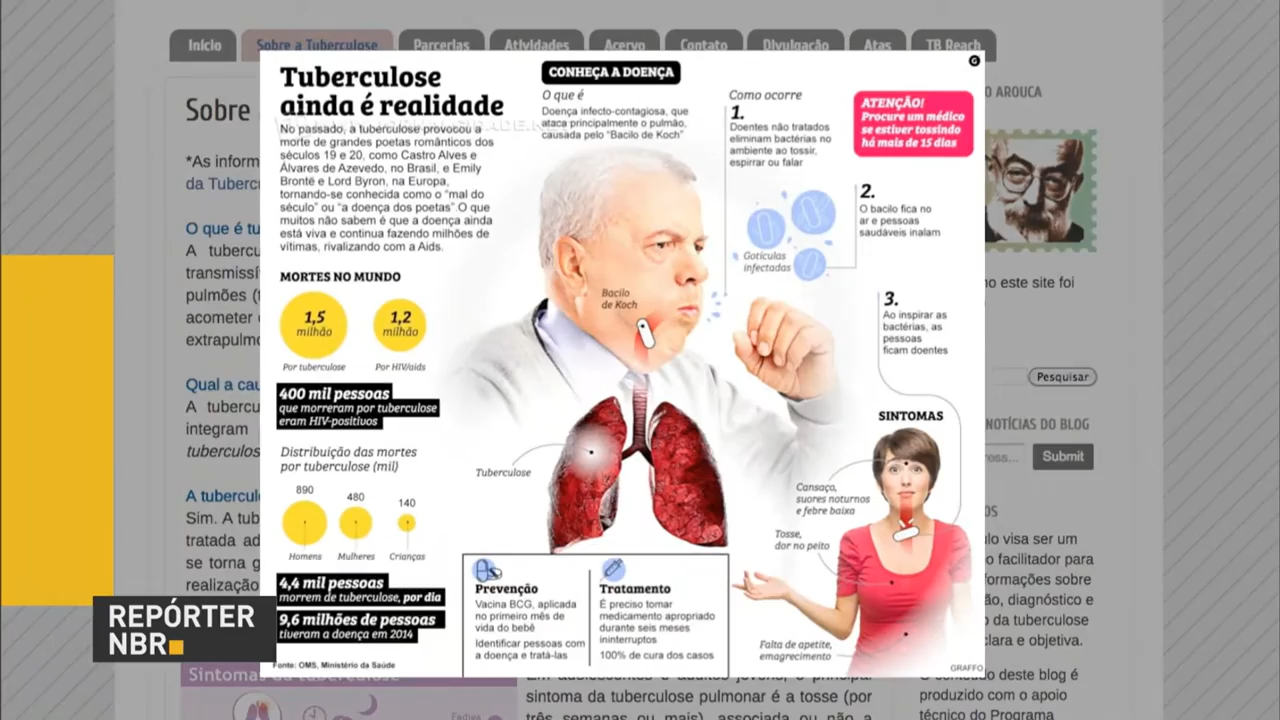 Início
Sobre a Tuberculose
Parcerias
Atividades
Acervo
Contato
Divulgação
Atas
TB Reach
Tuberculose
ainda é realidade
No passado, a tuberculose provocou a
morte de grandes poetas românticos dos
séculos 19 e 20, como Castro Alves e
Álvares de Azevedo, no Brasil, e Emily
Brontë e Lord Byron, na Europa,
tornando-se conhecida como o “mal do
século” ou “a doença dos poetas”. O que
muitos não sabem é que a doença ainda
está viva e continua fazendo milhões de
vítimas, rivalizando com a Aids.
MORTES NO MUNDO
1,5
milhão
1,2
milhão
Por tuberculose
Por HIV/aids
400 mil pessoas
que morreram por tuberculose
eram HIV-positivos
Distribuição das mortes
por tuberculose (mil)
890
480
140
Homens
Mulheres
Crianças
4,4 mil pessoas
morrem de tuberculose, por dia
9,6 milhões de pessoas
tiveram a doença em 2014
Fonte: OMS, Ministério da Saúde
CONHEÇA A DOENÇA
O que é
Doença infecto-contagiosa, que
ataca principalmente o pulmão,
causada pelo “Bacilo de Koch”
Como ocorre
1.
Doentes não tratados
eliminam bactérias no
ambiente ao tossir,
espirrar ou falar
ATENÇÃO!
Procure um médico
se estiver tossindo
há mais de 15 dias
G
2.
O bacilo fica no
ar e pessoas
saudáveis inalam
Gotículas
infectadas
3.
Ao inspirar as
bactérias, as
pessoas
ficam doentes
Bacilo
de Koch
Tuberculose
SINTOMAS
Cansaço,
suores noturnos
e febre baixa
Tosse,
dor no peito
Falta de apetite,
emagrecimento
Prevenção
Vacina BCG, aplicada
no primeiro mês de
vida do bebê
Identificar pessoas com
a doença e tratá-las
Tratamento
É preciso tomar
medicamento apropriado
durante seis meses
ininterruptos
100% de cura dos casos
GRAFFO
Sobre
*As inform
da Tuberc
O que é tu
A tubercu
transmissí
pulmões (
acometer
extrapulmo
Qual a cau
A tubercu
integram
tuberculos
A tubercul
Sim. A tub
tratada ad
se torna g
realização
Sintomas da tuberculose
Em adolescentes e adultos jovens, o principal
sintoma da tuberculose pulmonar é a tosse (por
três semanas ou mais), associada ou não a
O AROUCA
o este site foi
Pesquisar
NOTÍCIAS DO BLOG
ress...
Submit
OS
lo visa ser um
o facilitador para
formações sobre
ão, diagnóstico e
o da tuberculose
clara e objetiva.
O conteúdo deste blog é
produzido com o apoio
técnico do Programa
REPÓRTER
NBR